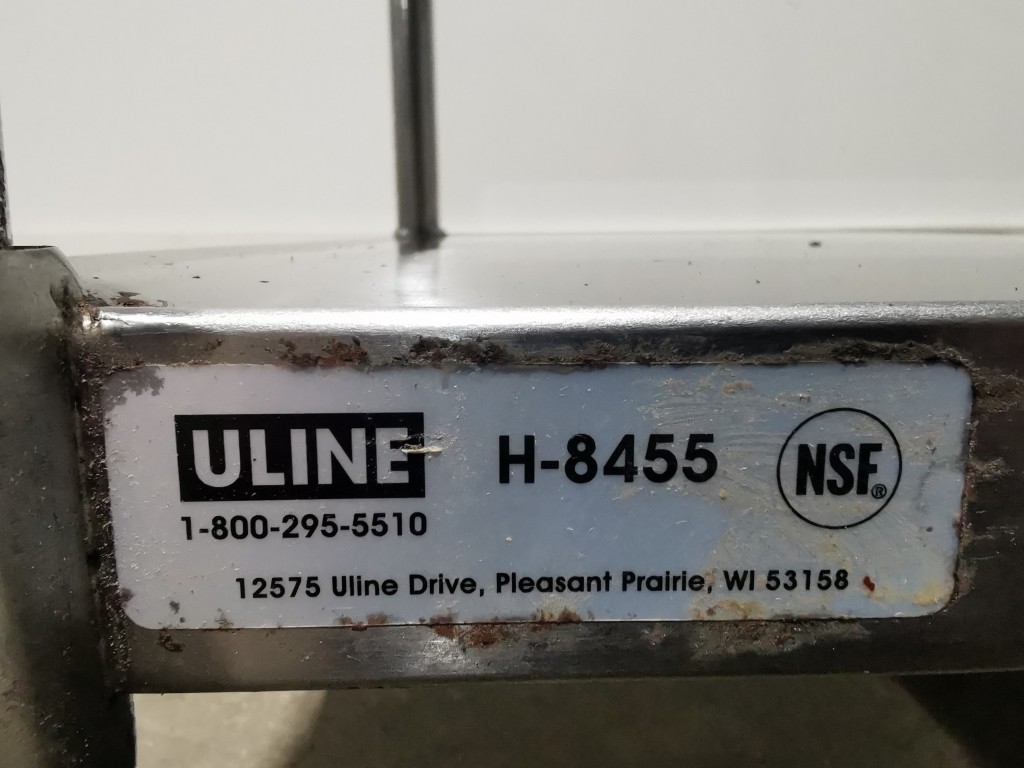 ULINE H-8455 NSF®
1-800-295-5510
12575 Uline Drive, Pleasant Prairie, WI 53158